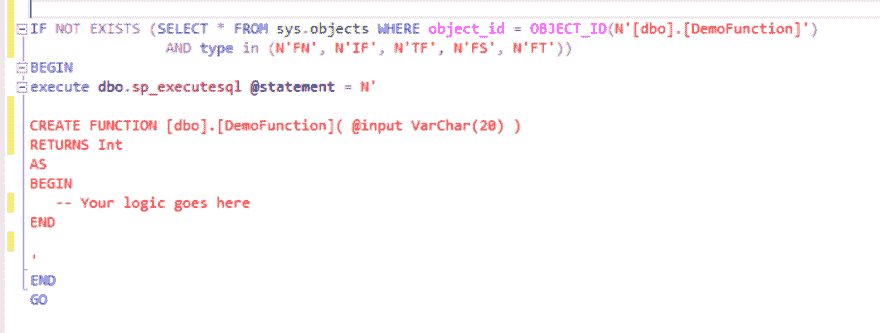 IF NOT EXISTS (SELECT * FROM sys.objects WHERE object_id = OBJECT_ID(N'[dbo].[DemoFunction]')
AND type in (N'FN', N'IF', N'TF', N'FS', N'FT'))
BEGIN
execute dbo.sp_executesql @statement = N'
CREATE FUNCTION [dbo].[DemoFunction]( @input VarChar(20) )
RETURNS Int
AS
BEGIN
-- Your logic goes here
END
'
END
GO